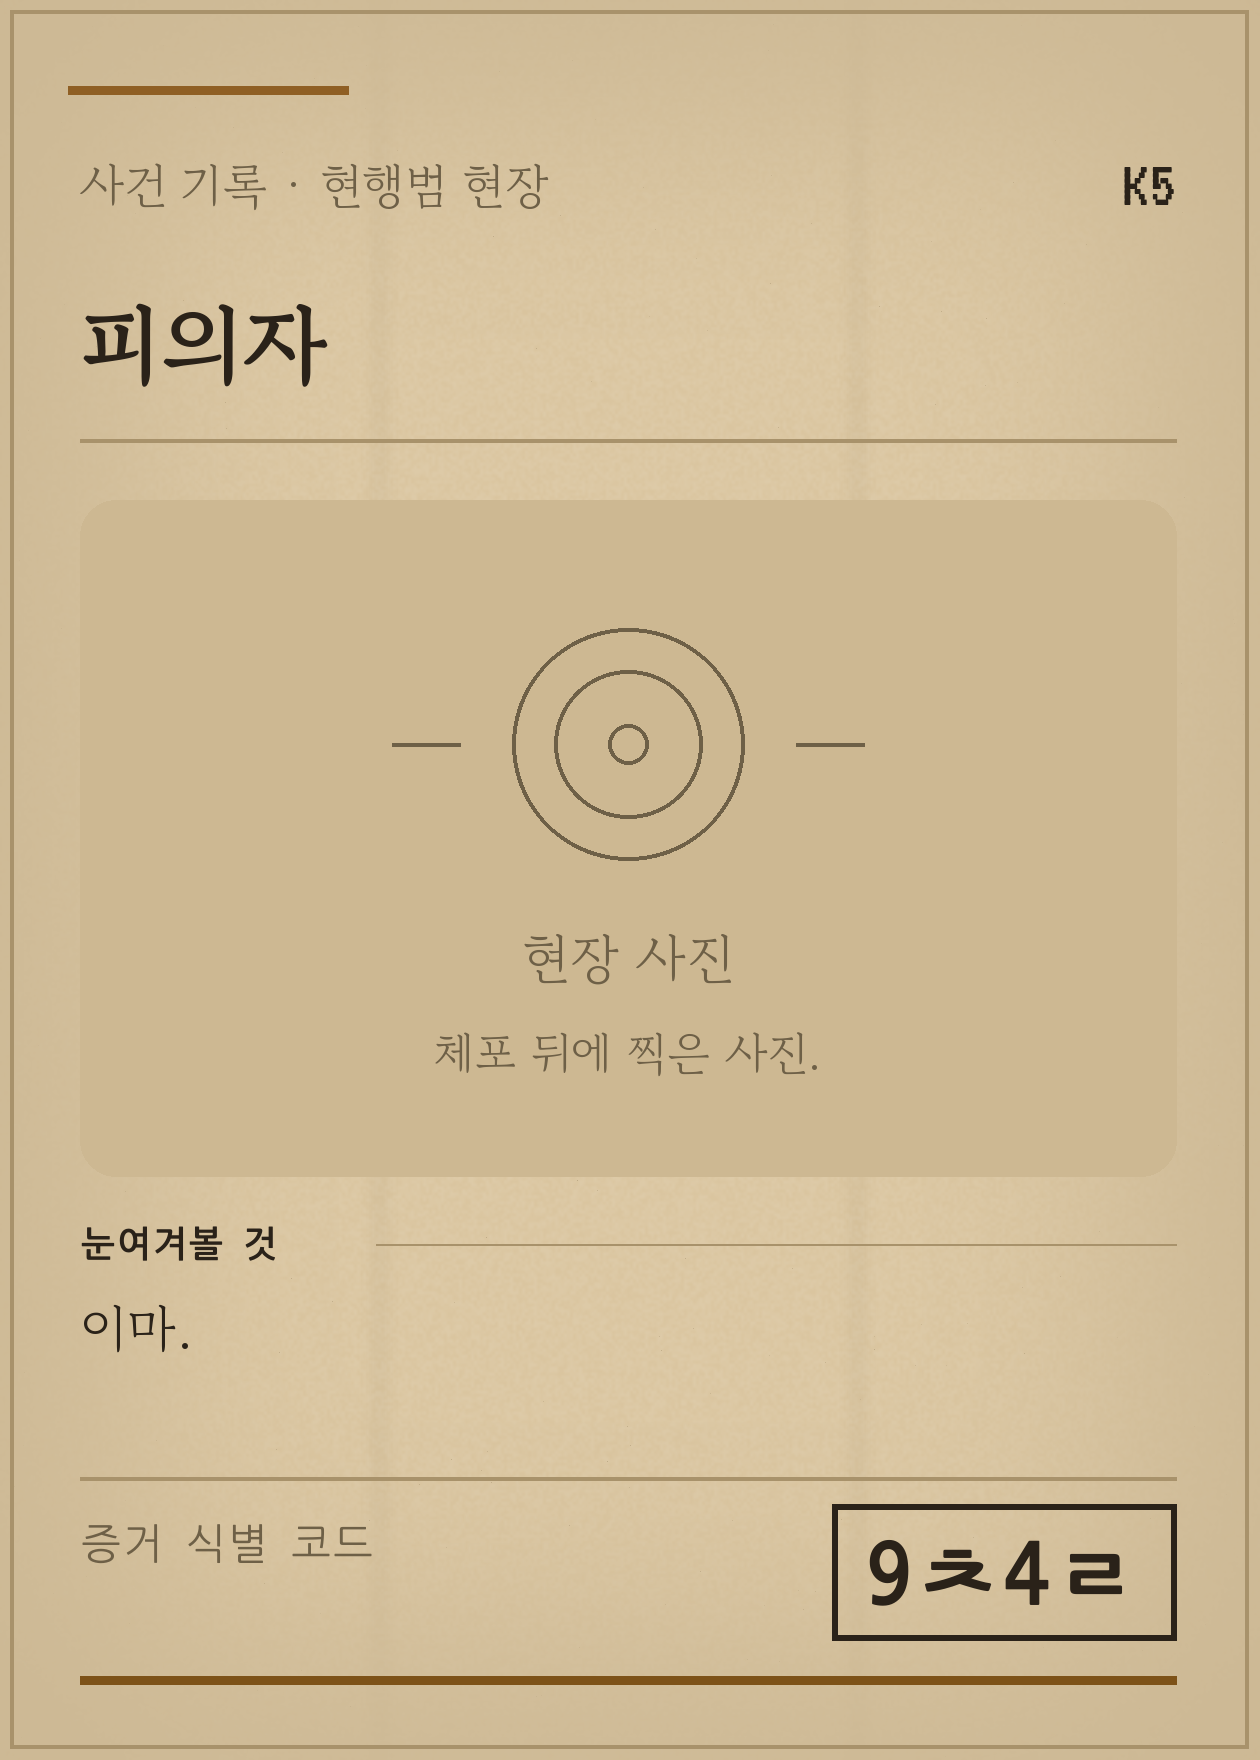 사건 기록 · 현행범 현장
K5
피의자
현장 사진
체포 뒤에 찍은 사진.
눈여겨볼 것
이마.
증거 식별 코드
9ㅊ4ㄹ